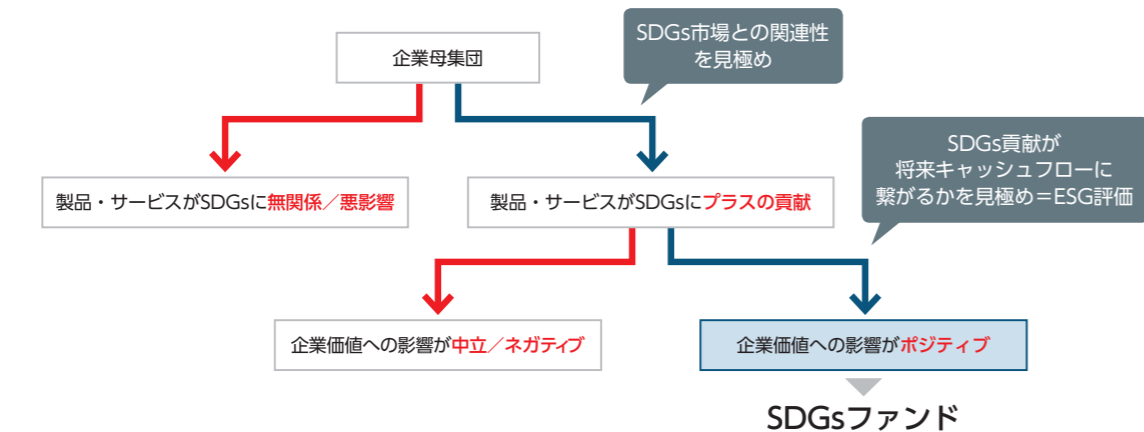 企業母集団
SDGs市場との関連性
を見極め
製品・サービスがSDGsに無関係／悪影響
製品・サービスがSDGsにプラスの貢献
SDGs貢献が
将来キャッシュフローに
繋がるかを見極め＝ESG評価
企業価値への影響が中立／ネガティブ
企業価値への影響がポジティブ
SDGsファンド